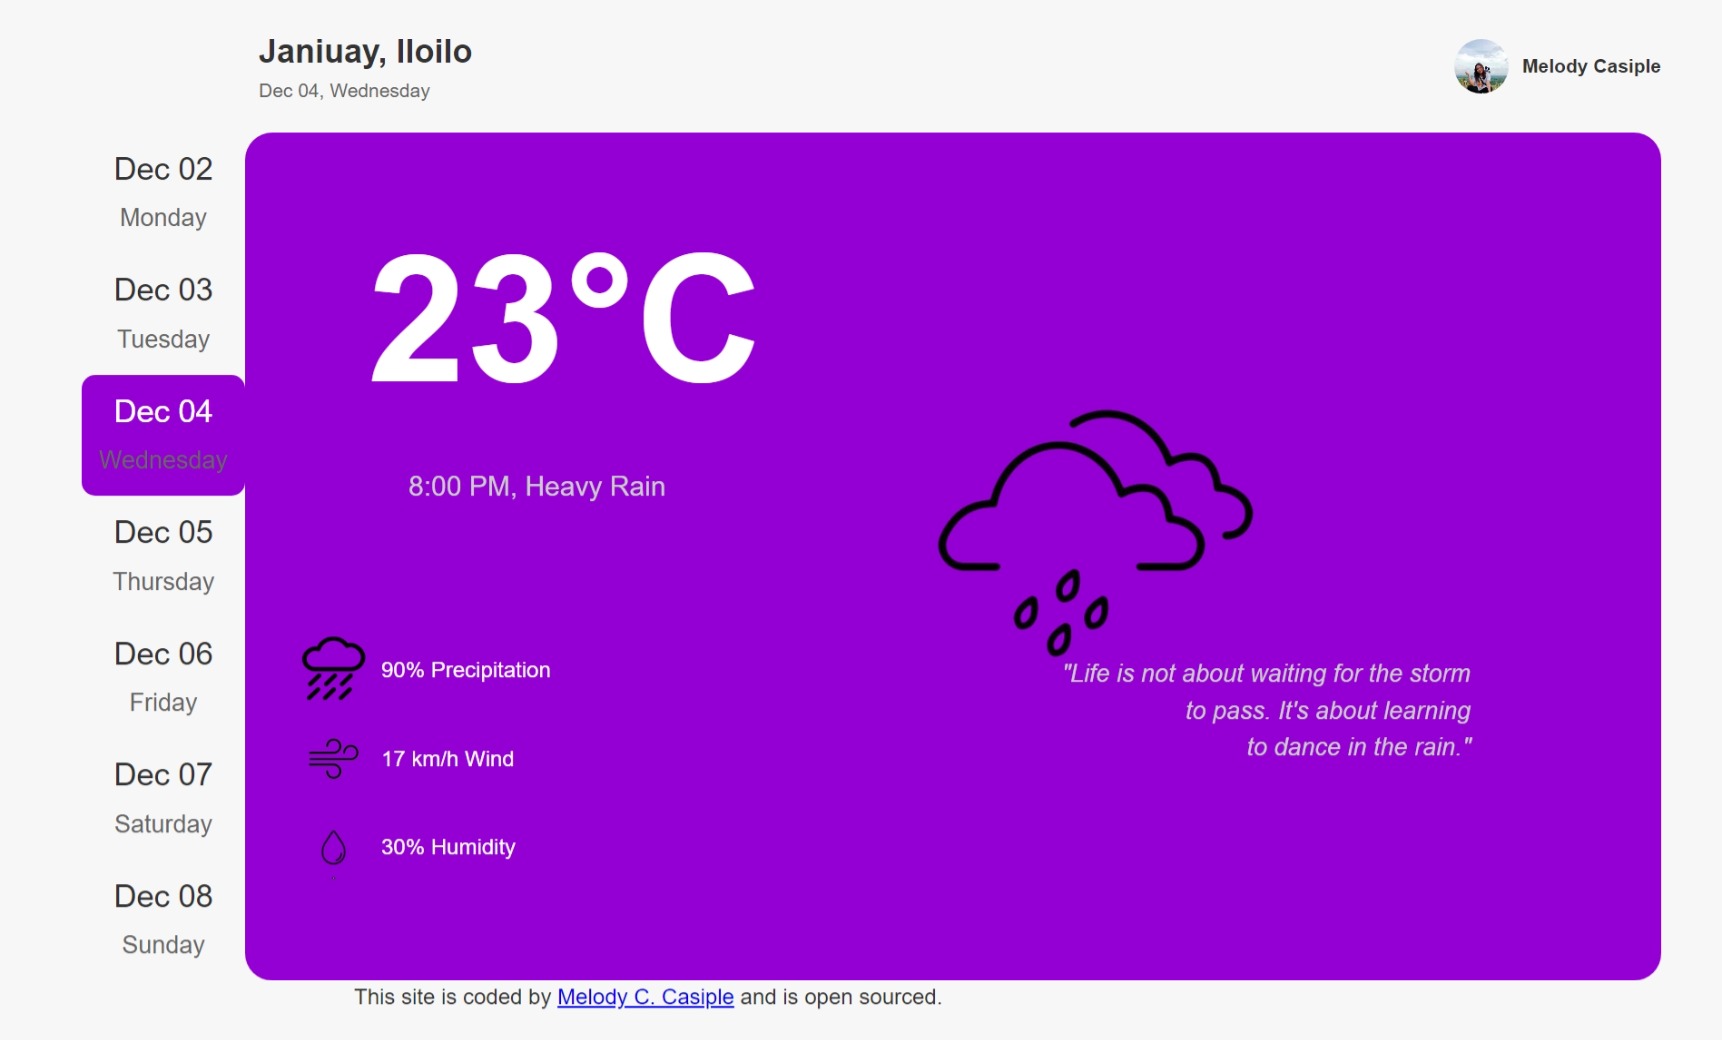 Janiuay, Iloilo
Dec 04, Wednesday
Melody Casiple
Dec 02
Monday
Dec 03
Tuesday
Dec 04
Wednesday
Dec 05
Thursday
Dec 06
Friday
Dec 07
Saturday
Dec 08
Sunday
23°C
8:00 PM, Heavy Rain
90% Precipitation
17 km/h Wind
30% Humidity
"Life is not about waiting for the storm
to pass. It's about learning
to dance in the rain."
This site is coded by Melody C. Casiple and is open sourced.